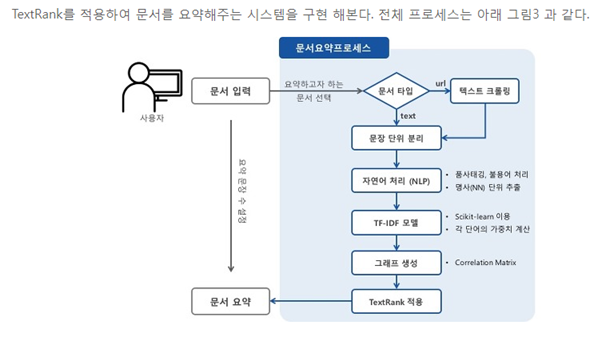 TextRank를 적용하여 문서를 요약해주는 시스템을 구현 해본다. 전체 프로세스는 아래 그림3 과 같다.
문서요약프로세스
사용자
문서 입력
요약하고자 하는
문서 선택
문서 타입
url
텍스트 크롤링
text
문장 단위 분리
자연어 처리 (NLP)
• 품사태깅, 불용어 처리
• 명사(NN) 단위 추출
요약 문장 수 설정
TF-IDF 모델
• Scikit-learn 이용
• 각 단어의 가중치 계산
그래프 생성
• Correlation Matrix
문서 요약
TextRank 적용